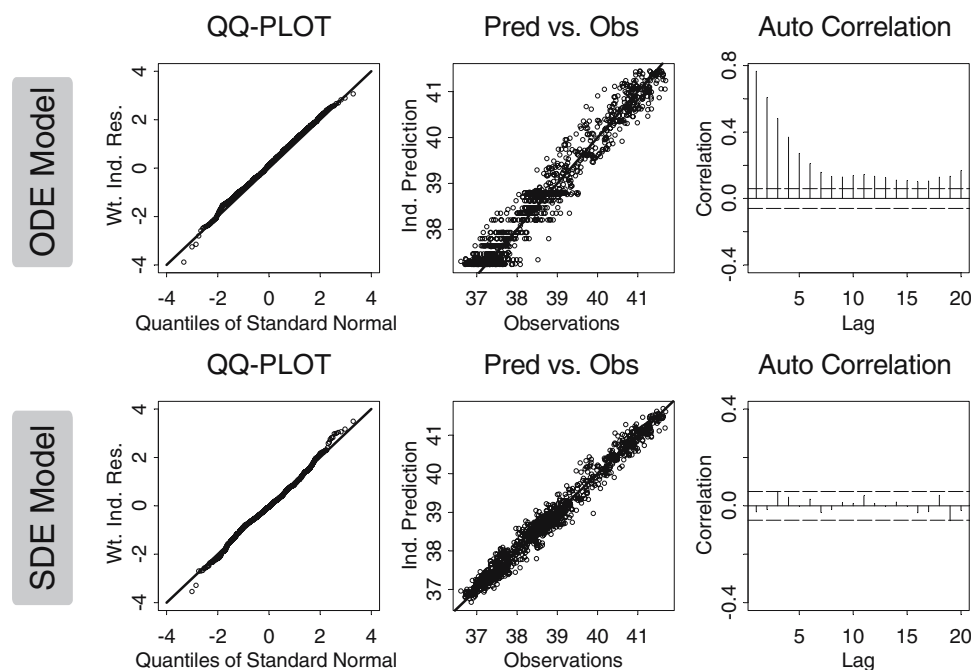 QQ-PLOT
Pred vs. Obs
Auto Correlation
ODE Model
Wt. Ind. Res.
4
2
0
-2
-4
-4 -2 0 2 4
Quantiles of Standard Normal
Ind. Prediction
41
40
39
38
37 38 39 40 41
Observations
Correlation
0.8
0.4
0.0
-0.4
5 10 15 20
Lag
QQ-PLOT
Pred vs. Obs
Auto Correlation
SDE Model
Wt. Ind. Res.
4
2
0
-2
-4
-4 -2 0 2 4
Quantiles of Standard Normal
Ind. Prediction
41
40
39
38
37
37 38 39 40 41
Observations
Correlation
0.4
0.0
-0.4
5 10 15 20
Lag